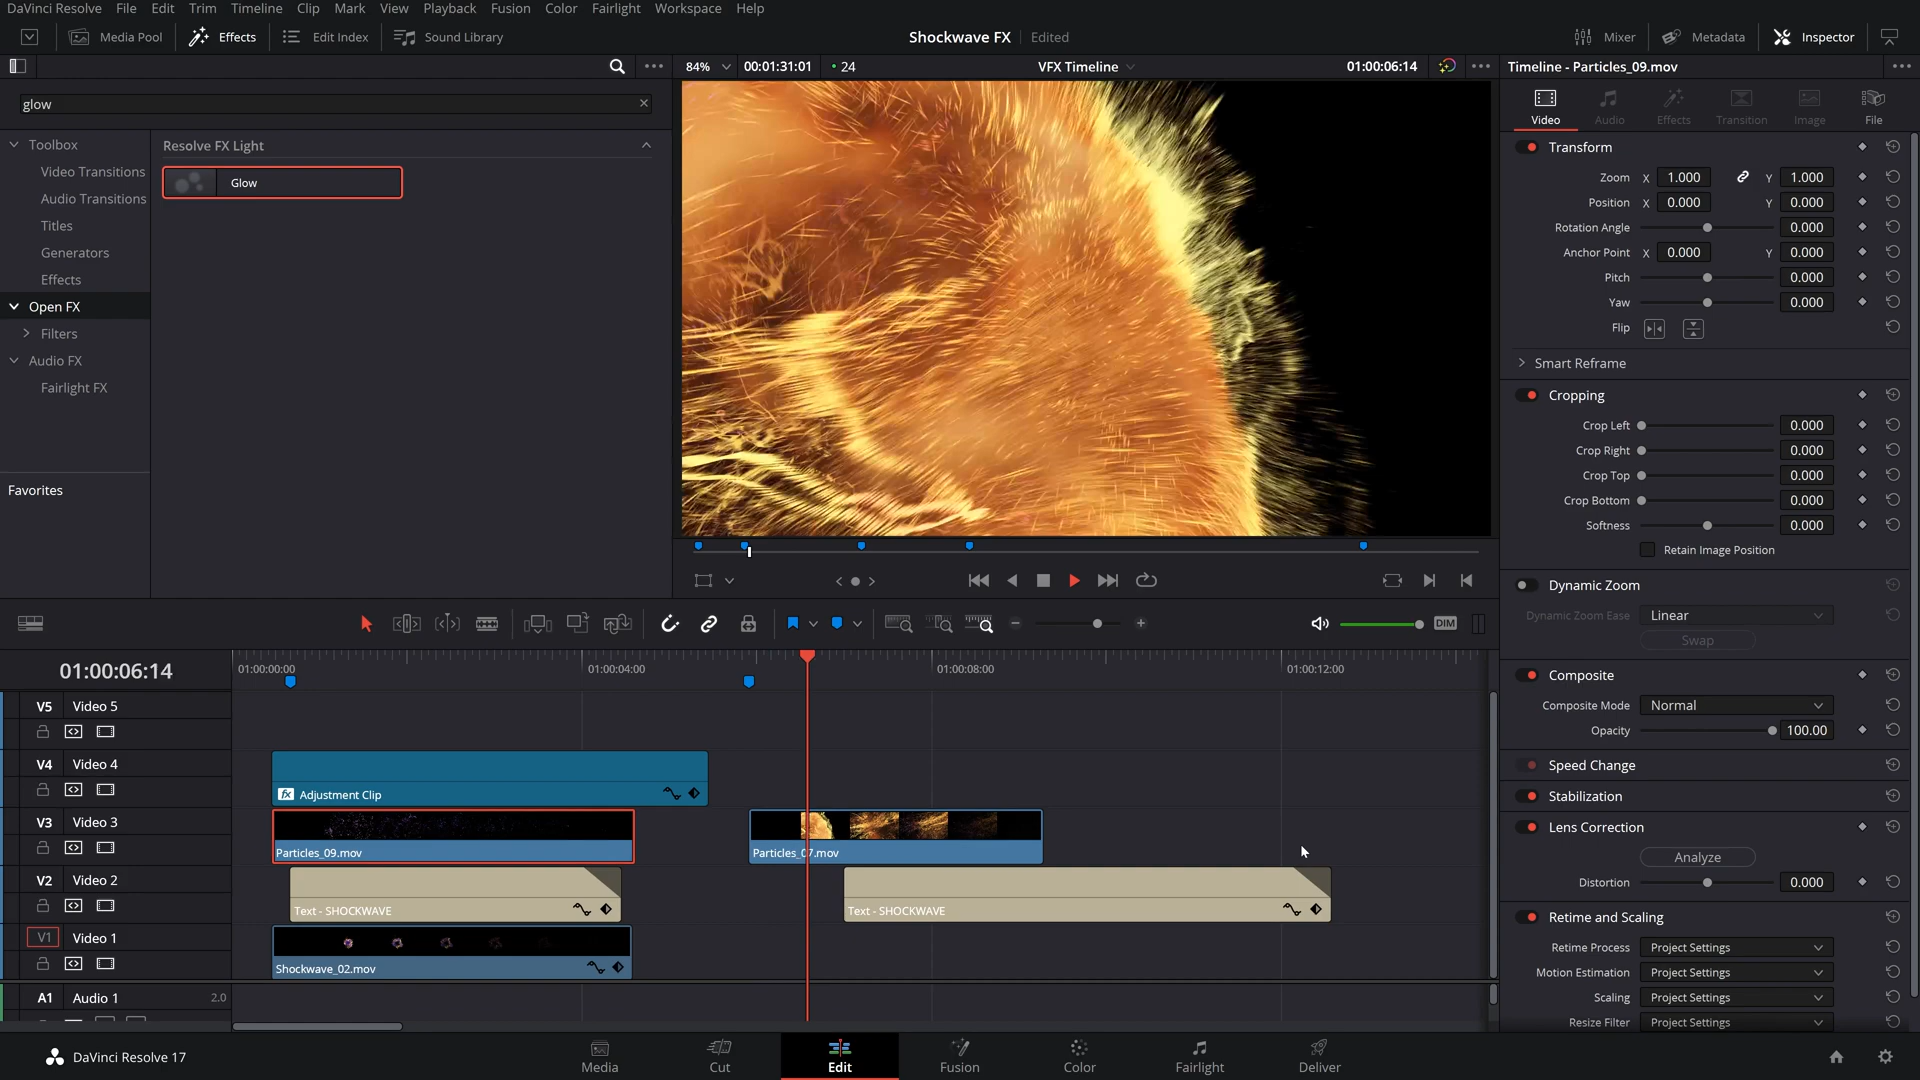 DaVinci Resolve File Edit Trim Timeline Clip Mark View Playback Fusion Color Fairlight Workspace Help
Media Pool Effects Edit Index Sound Library Shockwave FX Edited Mixer Metadata Inspector
84% 00:01:31:01 24 VFX Timeline 01:00:06:14 Timeline - Particles_09.mov
glow
Video Audio Effects Transition Image File
Toolbox
Video Transitions
Audio Transitions
Titles
Generators
Effects
Open FX
Filters
Audio FX
Fairlight FX
Favorites
Resolve FX Light
Glow
Transform
Zoom X 1.000 Y 1.000
Position X 0.000 Y 0.000
Rotation Angle 0.000
Anchor Point X 0.000 Y 0.000
Pitch 0.000
Yaw 0.000
Flip
Smart Reframe
Cropping
Crop Left 0.000
Crop Right 0.000
Crop Top 0.000
Crop Bottom 0.000
Softness 0.000
Retain Image Position
Dynamic Zoom
Dynamic Zoom Ease Linear
Swap
Composite
Composite Mode Normal
Opacity 100.00
Speed Change
Stabilization
Lens Correction
Analyze
Distortion 0.000
Retime and Scaling
Retime Process Project Settings
Motion Estimation Project Settings
Scaling Project Settings
Resize Filter Project Settings
DIM
01:00:06:14 01:00:00:00 01:00:04:00 01:00:08:00 01:00:12:00
V5 Video 5
V4 Video 4
fx Adjustment Clip
V3 Video 3
Particles_09.mov Particles_07.mov
V2 Video 2
Text - SHOCKWAVE Text - SHOCKWAVE
V1 Video 1
Shockwave_02.mov
A1 Audio 1 2.0
DaVinci Resolve 17 Media Cut Edit Fusion Color Fairlight Deliver